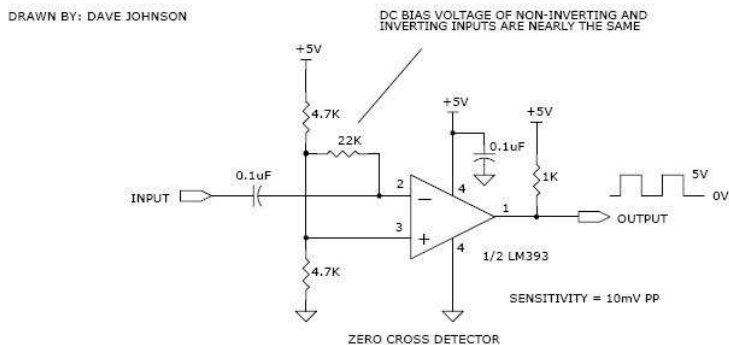 DRAWN BY: DAVE JOHNSON
DC BIAS VOLTAGE OF NON-INVERTING AND
INVERTING INPUTS ARE NEARLY THE SAME
+5V
4.7K
22K
+5V
+5V
0.1uF
0.1uF
1K
5V
0V
INPUT
2
4
−
1
OUTPUT
3
+
4
1/2 LM393
4.7K
SENSITIVITY = 10mV PP
ZERO CROSS DETECTOR